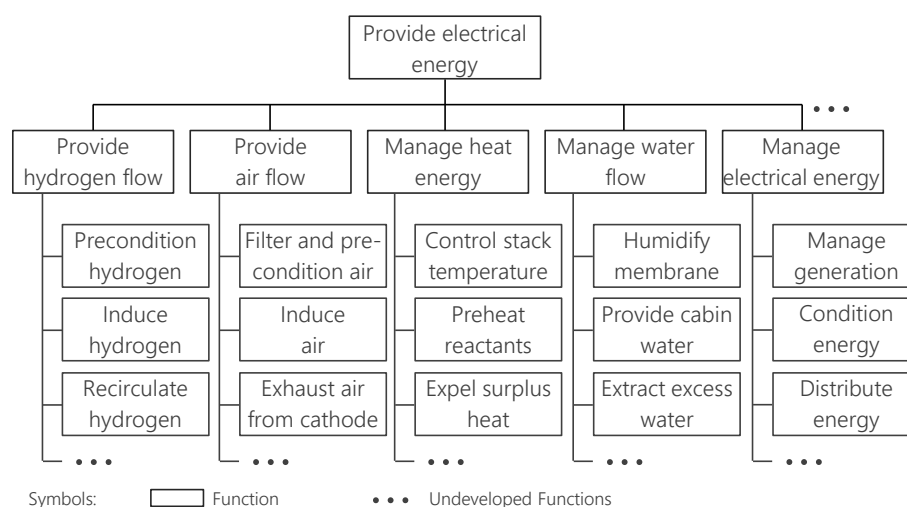 Provide electrical
energy
• • •
Provide
hydrogen flow
Provide
air flow
Manage heat
energy
Manage water
flow
Manage
electrical energy
Precondition
hydrogen
Filter and pre-
condition air
Control stack
temperature
Humidify
membrane
Manage
generation
Induce
hydrogen
Induce
air
Preheat
reactants
Provide cabin
water
Condition
energy
Recirculate
hydrogen
Exhaust air
from cathode
Expel surplus
heat
Extract excess
water
Distribute
energy
• • •
• • •
• • •
• • •
• • •
Symbols: Function • • • Undeveloped Functions